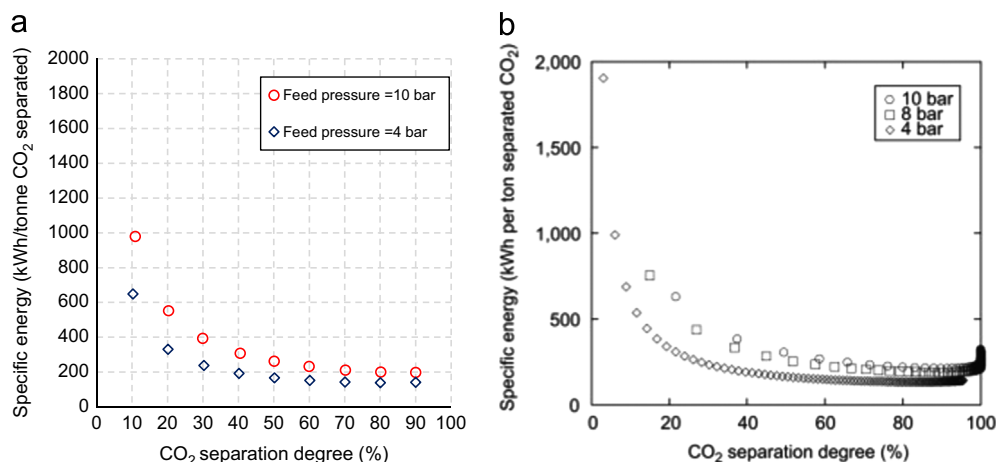 a
Specific energy (kWh/tonne CO₂ separated)
2000
1800
1600
1400
1200
1000
800
600
400
200
0
Feed pressure =10 bar
Feed pressure =4 bar
0 10 20 30 40 50 60 70 80 90 100
CO₂ separation degree (%)
b
Specific energy (kWh per ton separated CO₂)
2,000
1,500
1,000
500
0
10 bar
8 bar
4 bar
0 20 40 60 80 100
CO₂ separation degree (%)